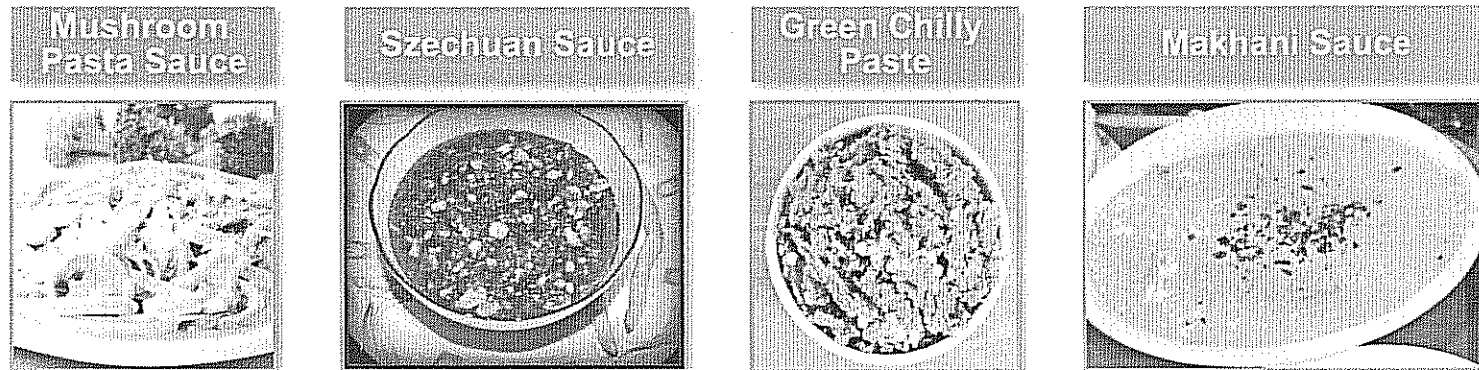 Mushroom
Pasta Sauce
Szechuan Sauce
Green Chilly
Paste
Makhani Sauce